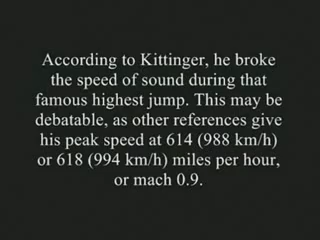 According to Kittinger, he broke
the speed of sound during that
famous highest jump. This may be
debatable, as other references give
his peak speed at 614 (988 km/h)
or 618 (994 km/h) miles per hour,
or mach 0.9.